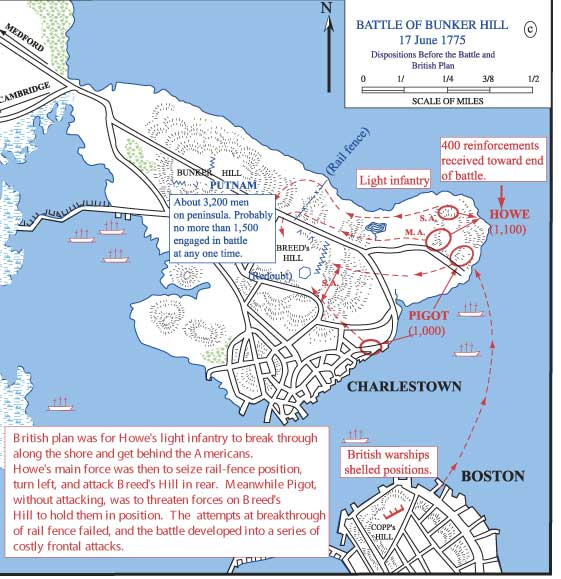 MEDFORD
CAMBRIDGE
N
BATTLE OF BUNKER HILL
17 June 1775
Dispositions Before the Battle and
British Plan
0 1/ 1/4 3/8 1/2
SCALE OF MILES
©
(Rail fence)
400 reinforcements
received toward end
of battle.
Light infantry
BUNKER HILL
PUTNAM
About 3,200 men
on peninsula. Probably
no more than 1,500
engaged in battle
at any one time.
S.A.
M.A.
HOWE
(1,100)
BREED's
HILL
(Redoubt)
S.A.
PIGOT
(1,000)
CHARLESTOWN
British plan was for Howe's light infantry to break through
along the shore and get behind the Americans.
Howe's main force was then to seize rail-fence position,
turn left, and attack Breed's Hill in rear. Meanwhile Pigot,
without attacking, was to threaten forces on Breed's
Hill to hold them in position. The attempts at breakthrough
of rail fence failed, and the battle developed into a series of
costly frontal attacks.
British warships
shelled positions.
BOSTON
COPP's
HILL